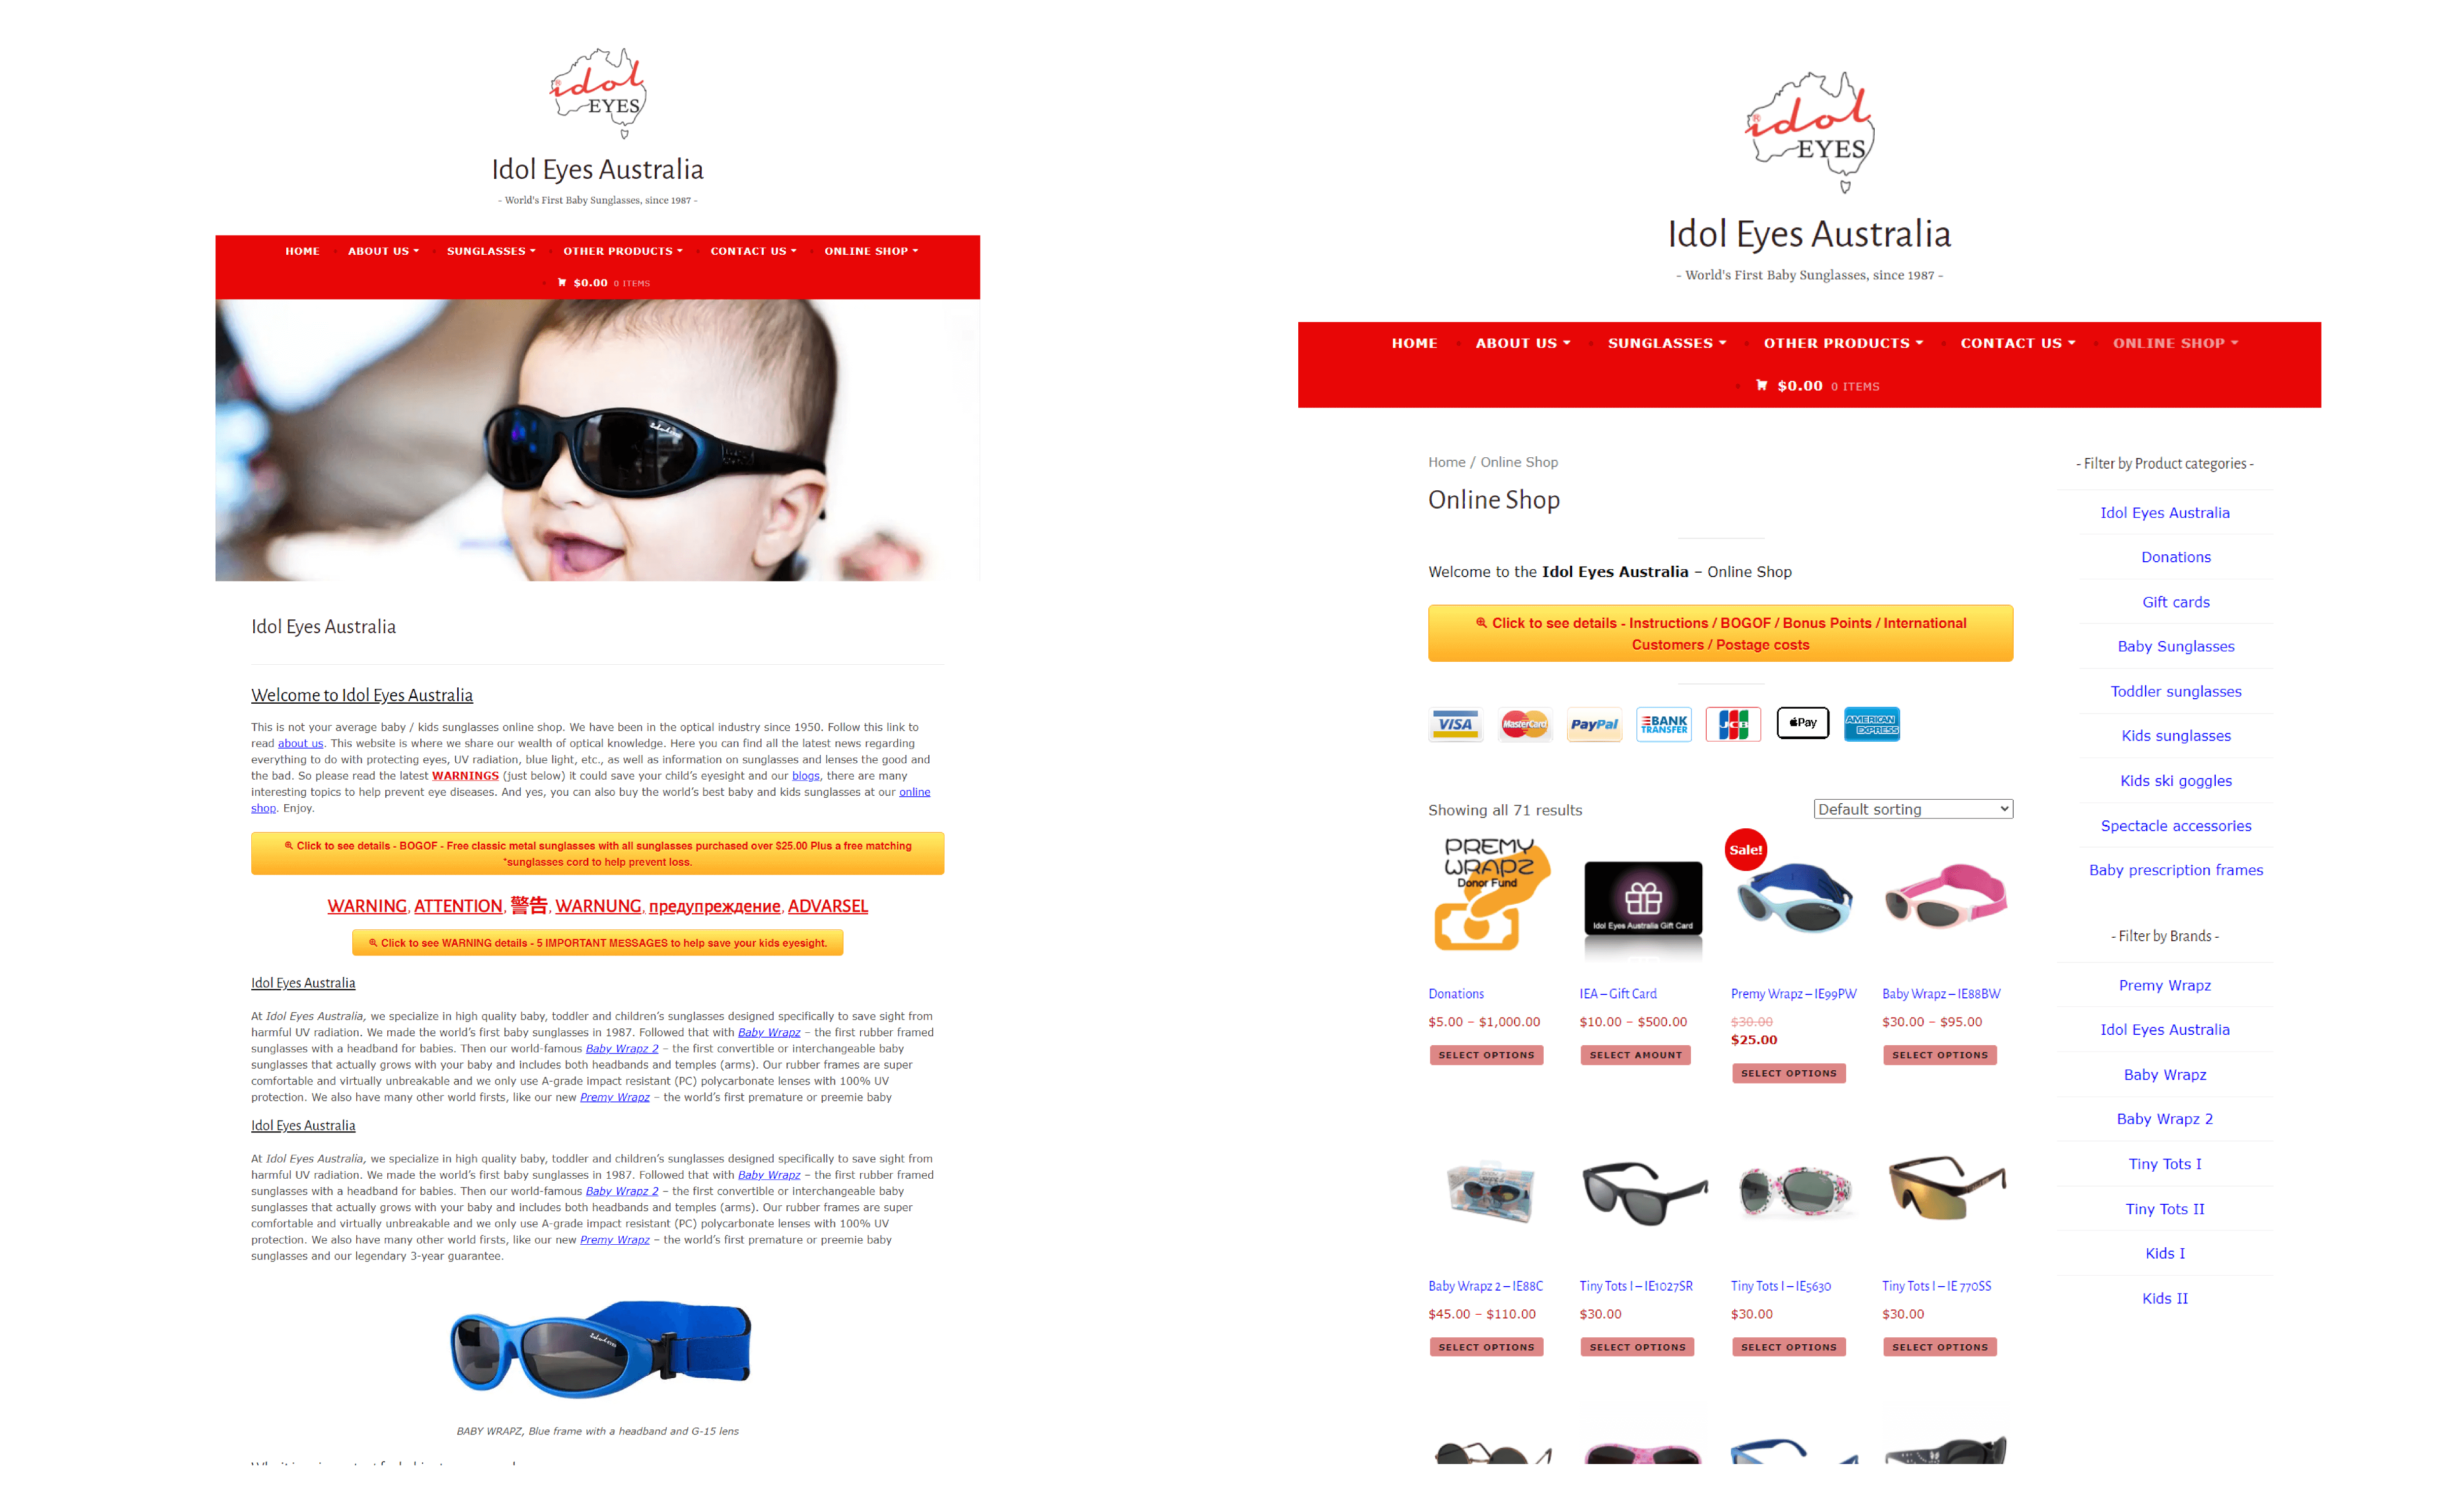 ® idol
EYES
Idol Eyes Australia
- World's First Baby Sunglasses, since 1987 -
HOME ABOUT US SUNGLASSES OTHER PRODUCTS CONTACT US ONLINE SHOP
$0.00 0 ITEMS
Idol eyes
Idol Eyes Australia
Welcome to Idol Eyes Australia
This is not your average baby / kids sunglasses online shop. We have been in the optical industry since 1950. Follow this link to
read about us. This website is where we share our wealth of optical knowledge. Here you can find all the latest news regarding
everything to do with protecting eyes, UV radiation, blue light, etc., as well as information on sunglasses and lenses the good and
the bad. So please read the latest WARNINGS (just below) it could save your child's eyesight and our blogs, there are many
interesting topics to help prevent eye diseases. And yes, you can also buy the world's best baby and kids sunglasses at our online
shop. Enjoy.
Click to see details - BOGOF - Free classic metal sunglasses with all sunglasses purchased over $25.00 Plus a free matching
*sunglasses cord to help prevent loss.
WARNING, ATTENTION, 警告, WARNUNG, предупреждение, ADVARSEL
Click to see WARNING details - 5 IMPORTANT MESSAGES to help save your kids eyesight.
Idol Eyes Australia
At Idol Eyes Australia, we specialize in high quality baby, toddler and children's sunglasses designed specifically to save sight from
harmful UV radiation. We made the world's first baby sunglasses in 1987. Followed that with Baby Wrapz – the first rubber framed
sunglasses with a headband for babies. Then our world-famous Baby Wrapz 2 – the first convertible or interchangeable baby
sunglasses that actually grows with your baby and includes both headbands and temples (arms). Our rubber frames are super
comfortable and virtually unbreakable and we only use A-grade impact resistant (PC) polycarbonate lenses with 100% UV
protection. We also have many other world firsts, like our new Premy Wrapz – the world's first premature or preemie baby
Idol Eyes Australia
At Idol Eyes Australia, we specialize in high quality baby, toddler and children's sunglasses designed specifically to save sight from
harmful UV radiation. We made the world's first baby sunglasses in 1987. Followed that with Baby Wrapz – the first rubber framed
sunglasses with a headband for babies. Then our world-famous Baby Wrapz 2 – the first convertible or interchangeable baby
sunglasses that actually grows with your baby and includes both headbands and temples (arms). Our rubber frames are super
comfortable and virtually unbreakable and we only use A-grade impact resistant (PC) polycarbonate lenses with 100% UV
protection. We also have many other world firsts, like our new Premy Wrapz – the world's first premature or preemie baby
sunglasses and our legendary 3-year guarantee.
Idol eyes
BABY WRAPZ, Blue frame with a headband and G-15 lens
® idol
EYES
Idol Eyes Australia
- World's First Baby Sunglasses, since 1987 -
HOME ABOUT US SUNGLASSES OTHER PRODUCTS CONTACT US ONLINE SHOP
$0.00 0 ITEMS
Home / Online Shop
Online Shop
Welcome to the Idol Eyes Australia – Online Shop
Click to see details - Instructions / BOGOF / Bonus Points / International
Customers / Postage costs
VISA MasterCard PayPal BANK TRANSFER JCB Pay AMERICAN EXPRESS
Showing all 71 results Default sorting
PREMY
WRAPZ
Donor Fund
Idol Eyes Australia Gift Card
Sale!
Donations IEA – Gift Card Premy Wrapz – IE99PW Baby Wrapz – IE88BW
$5.00 – $1,000.00 $10.00 – $500.00 $30.00 $30.00 – $95.00
$25.00
SELECT OPTIONS SELECT AMOUNT SELECT OPTIONS SELECT OPTIONS
Baby Wrapz 2 – IE88C Tiny Tots I – IE1027SR Tiny Tots I – IE5630 Tiny Tots I – IE 770SS
$45.00 – $110.00 $30.00 $30.00 $30.00
SELECT OPTIONS SELECT OPTIONS SELECT OPTIONS SELECT OPTIONS
- Filter by Product categories -
Idol Eyes Australia
Donations
Gift cards
Baby Sunglasses
Toddler sunglasses
Kids sunglasses
Kids ski goggles
Spectacle accessories
Baby prescription frames
- Filter by Brands -
Premy Wrapz
Idol Eyes Australia
Baby Wrapz
Baby Wrapz 2
Tiny Tots I
Tiny Tots II
Kids I
Kids II